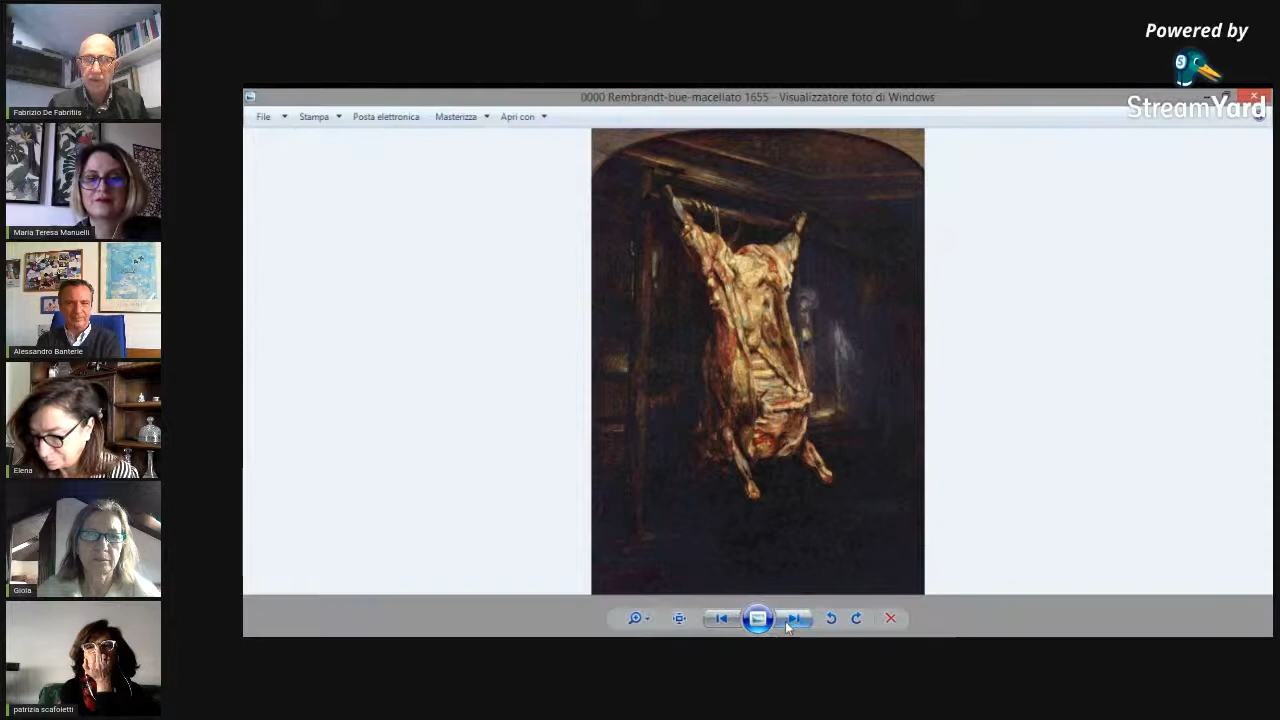 Powered by
StreamYard
Fabrizio De Fabritiis
Maria Teresa Manuelli
Alessandro Banterle
Elena
Gioia
patrizia scafoietti
0000 Rembrandt-bue-macellato 1655 - Visualizzatore foto di Windows
File Stampa Posta elettronica Masterizza Apri con